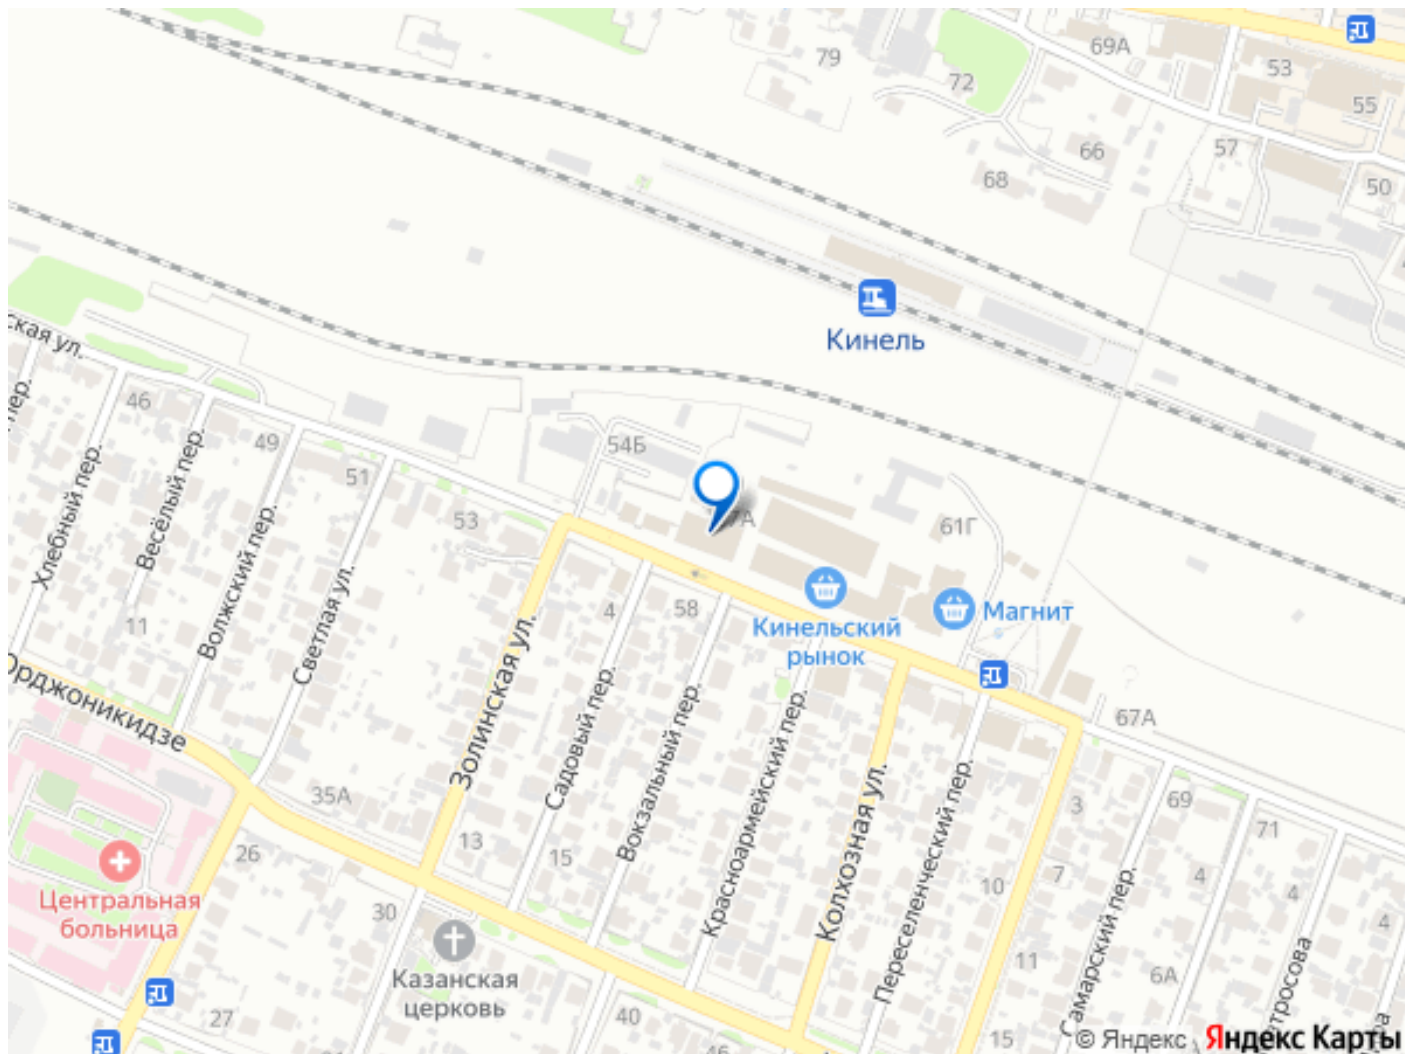 69А
79
53
72
55
66
57
68
50
Кинель
ская ул.
пер.
46
49
51
54Б
53
7А
61Г
Хлебный пер.
Весёлый пер.
Волжский пер.
Светлая ул.
11
4
58
Кинельский
рынок
Магнит
Орджоникидзе
Золинская ул.
Садовый пер.
Вокзальный пер.
Красноармейский пер.
Колхозная ул.
Переселенческий пер.
67А
35А
13
15
26
3
69
71
7
4
4
4
10
Центральная
больница
30
Казанская
церковь
Самарский пер.
11
6А
27
40
46
15
© Яндекс Яндекс Карты